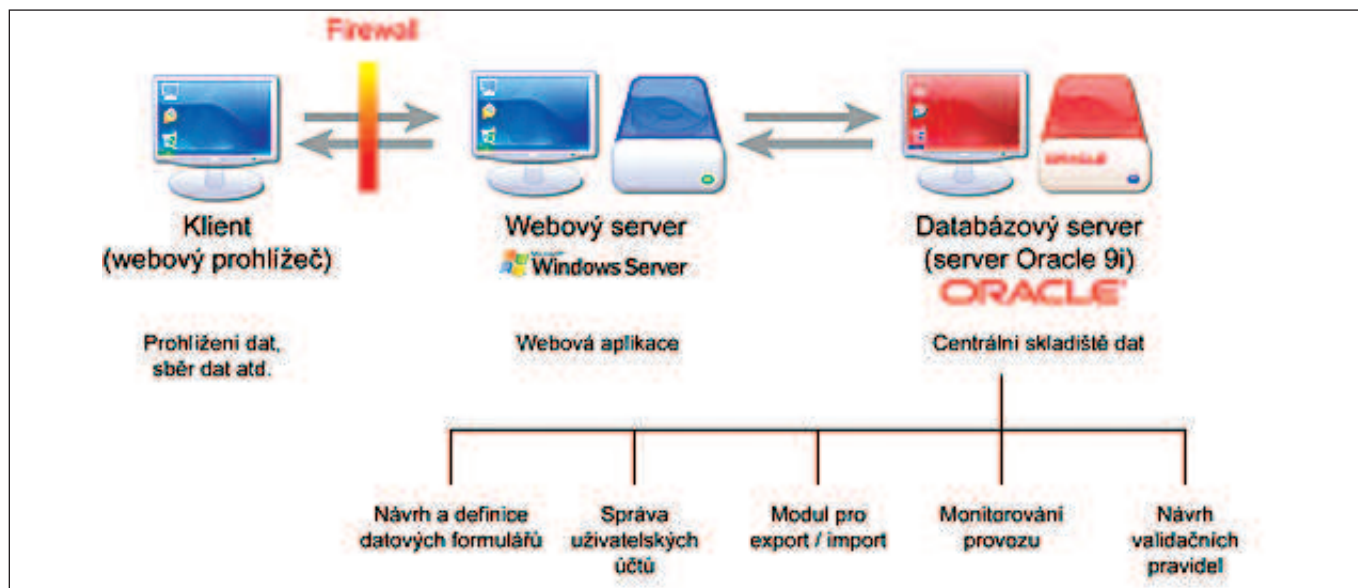 Firewall
ORACLE
Klient
(webový prohlížeč)
Webový server
Microsoft
Windows Server
Databázový server
(server Oracle 9i)
ORACLE
Prohlížení dat,
sběr dat atd.
Webová aplikace
Centrální skladiště dat
Návrh a definice
datových formulářů
Správa
uživatelských
účtů
Modul pro
export / import
Monitorování
provozu
Návrh
validačních
pravidel